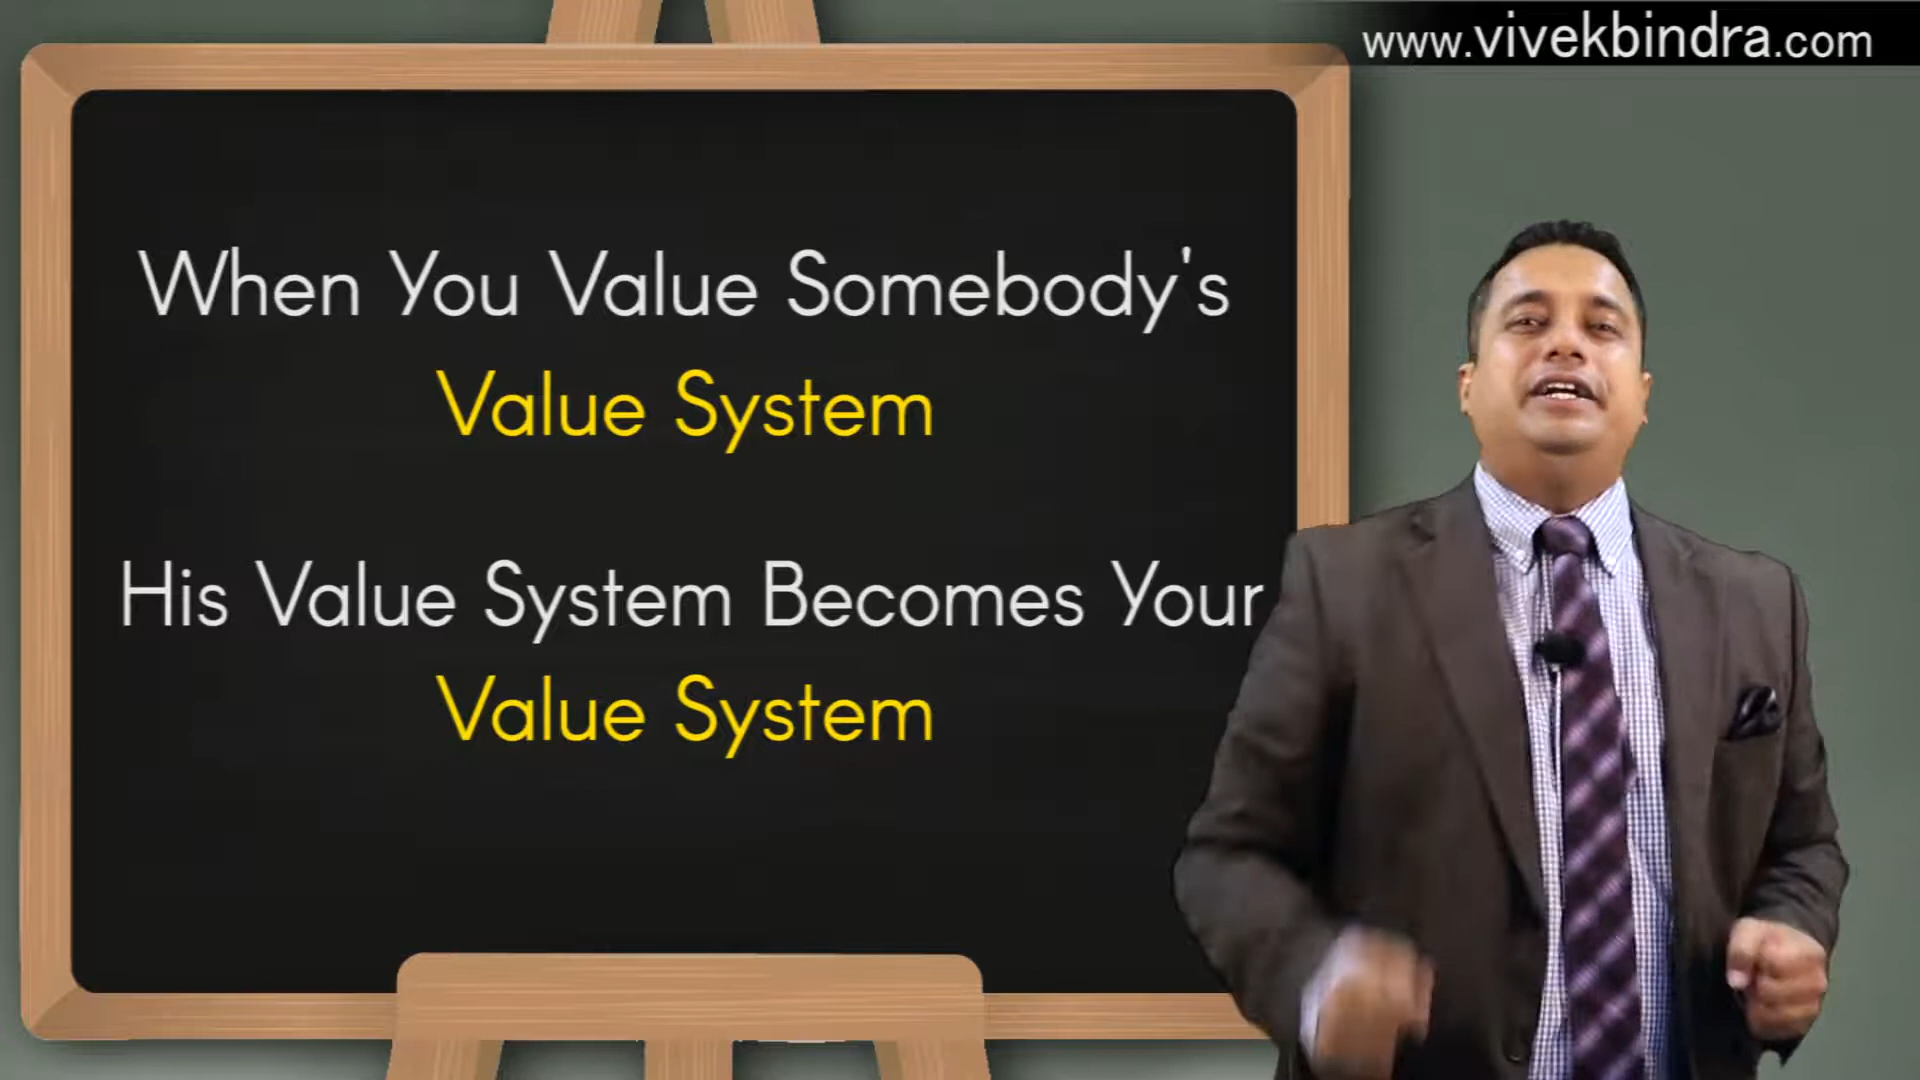 www.vivekbindra.com
When You Value Somebody's
Value System
His Value System Becomes Your
Value System